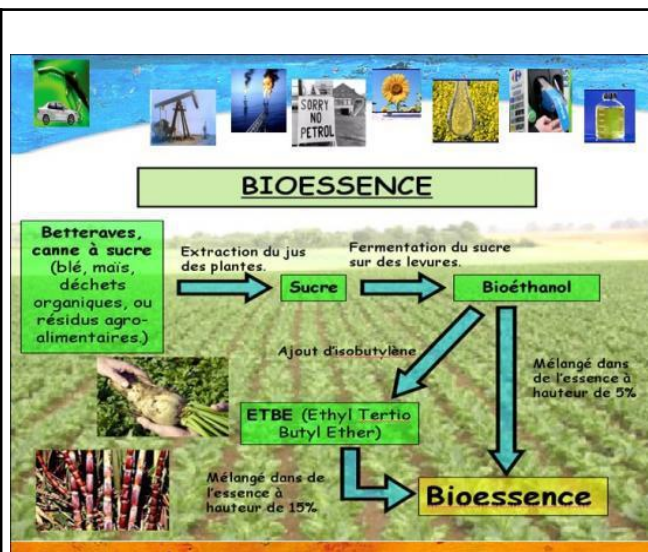 SORRY
NO
PETROL
BIOESSENCE
Betteraves,
canne à sucre
(blé, maïs,
déchets
organiques, ou
résidus agro-
alimentaires.)
Extraction du jus
des plantes.
Sucre
Fermentation du sucre
sur des levures.
Bioéthanol
Ajout d'isobutylène
Mélangé dans
de l'essence à
hauteur de 5%
ETBE (Ethyl Tertio
Butyl Ether)
Mélangé dans de
l'essence à
hauteur de 15%
Bioessence